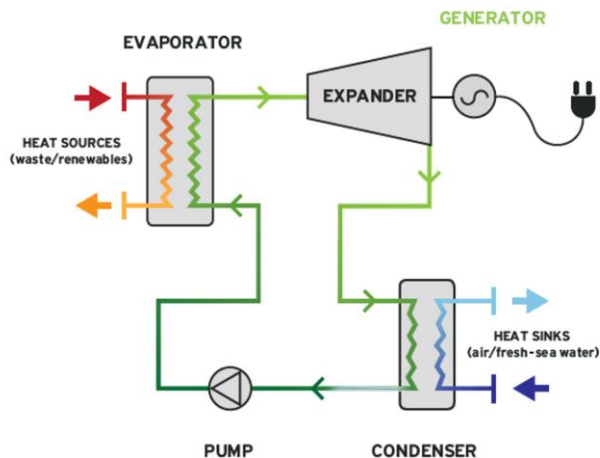 GENERATOR
EVAPORATOR
EXPANDER
HEAT SOURCES
(waste/renewables)
HEAT SINKS
(air/fresh-sea water)
PUMP
CONDENSER